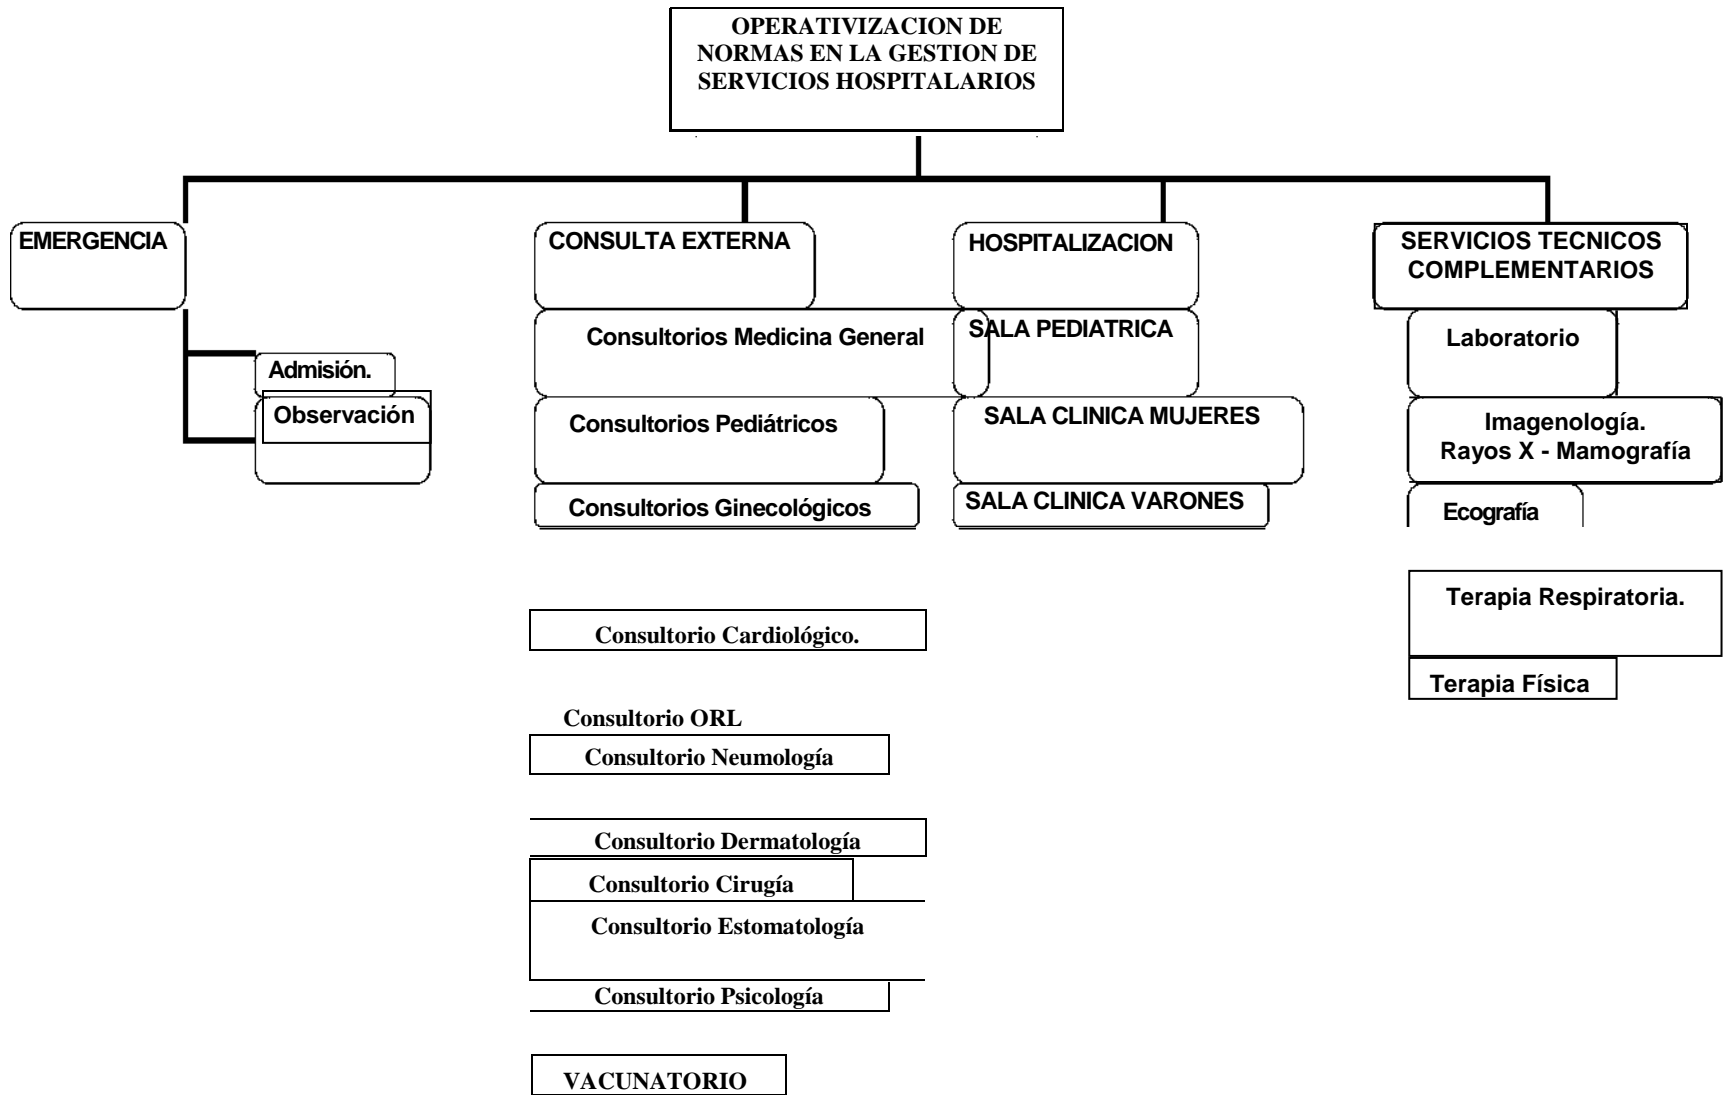 OPERATIVIZACION DE
NORMAS EN LA GESTION DE
SERVICIOS HOSPITALARIOS
EMERGENCIA
Admisión.
Observación
CONSULTA EXTERNA
Consultorios Medicina General
Consultorios Pediátricos
Consultorios Ginecológicos
Consultorio Cardiológico.
Consultorio ORL
Consultorio Neumología
Consultorio Dermatología
Consultorio Cirugía
Consultorio Estomatología
Consultorio Psicología
VACUNATORIO
HOSPITALIZACION
SALA PEDIATRICA
SALA CLINICA MUJERES
SALA CLINICA VARONES
SERVICIOS TECNICOS
COMPLEMENTARIOS
Laboratorio
Imagenología.
Rayos X - Mamografía
Ecografía
Terapia Respiratoria.
Terapia Física